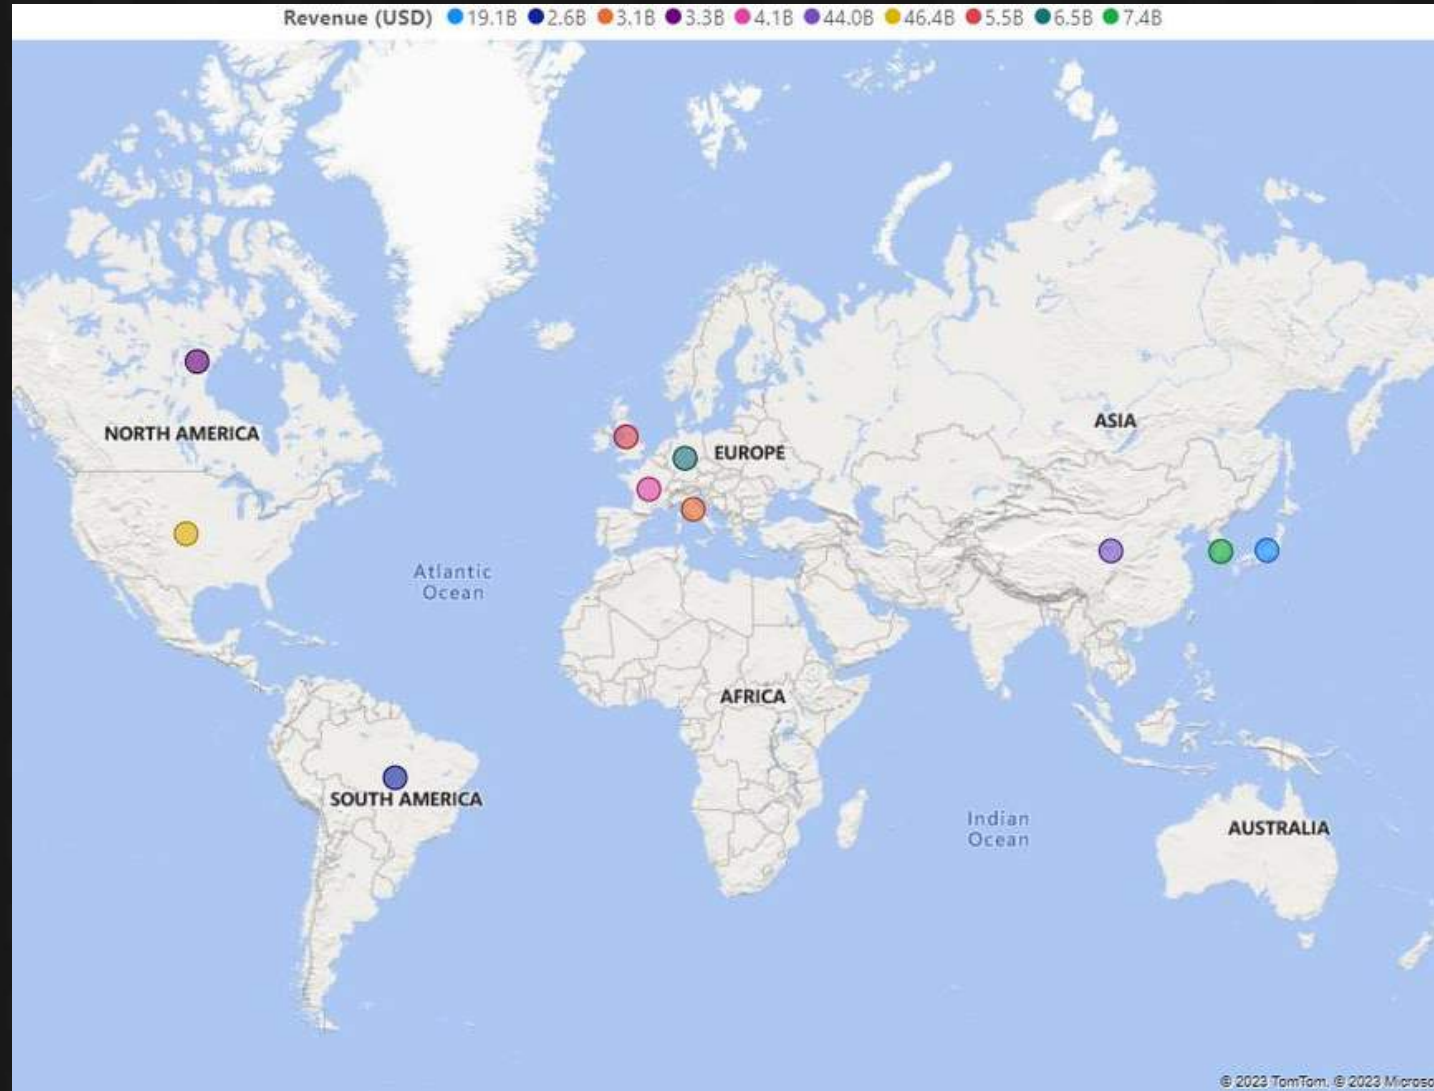 Revenue (USD) 19.1B 2.6B 3.1B 3.3B 4.1B 44.0B 46.4B 5.5B 6.5B 7.4B
NORTH AMERICA
ASIA
EUROPE
Atlantic
Ocean
AFRICA
SOUTH AMERICA
Indian
Ocean
AUSTRALIA
© 2023 TomTom, © 2023 Microso